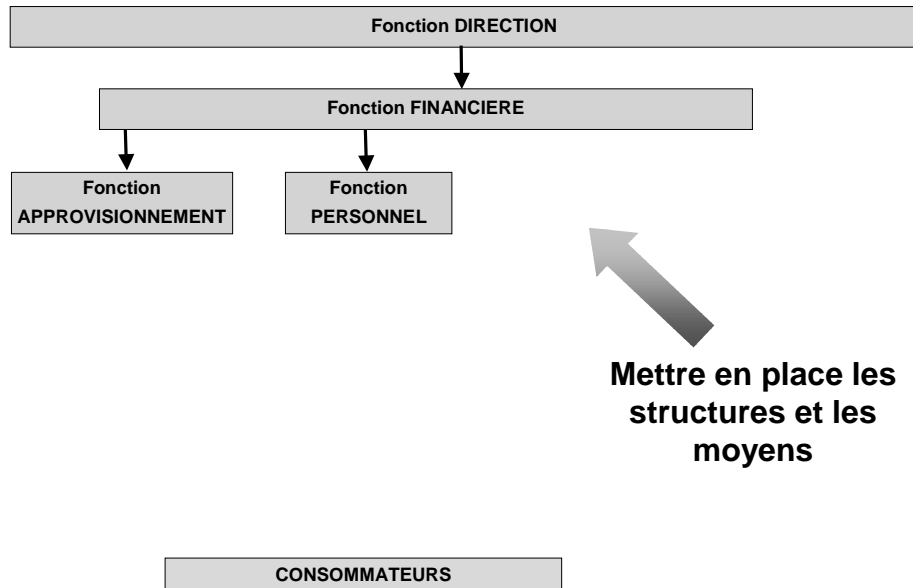 Fonction DIRECTION
Fonction FINANCIERE
Fonction
APPROVISIONNEMENT
Fonction
PERSONNEL
Mettre en place les
structures et les
moyens
CONSOMMATEURS